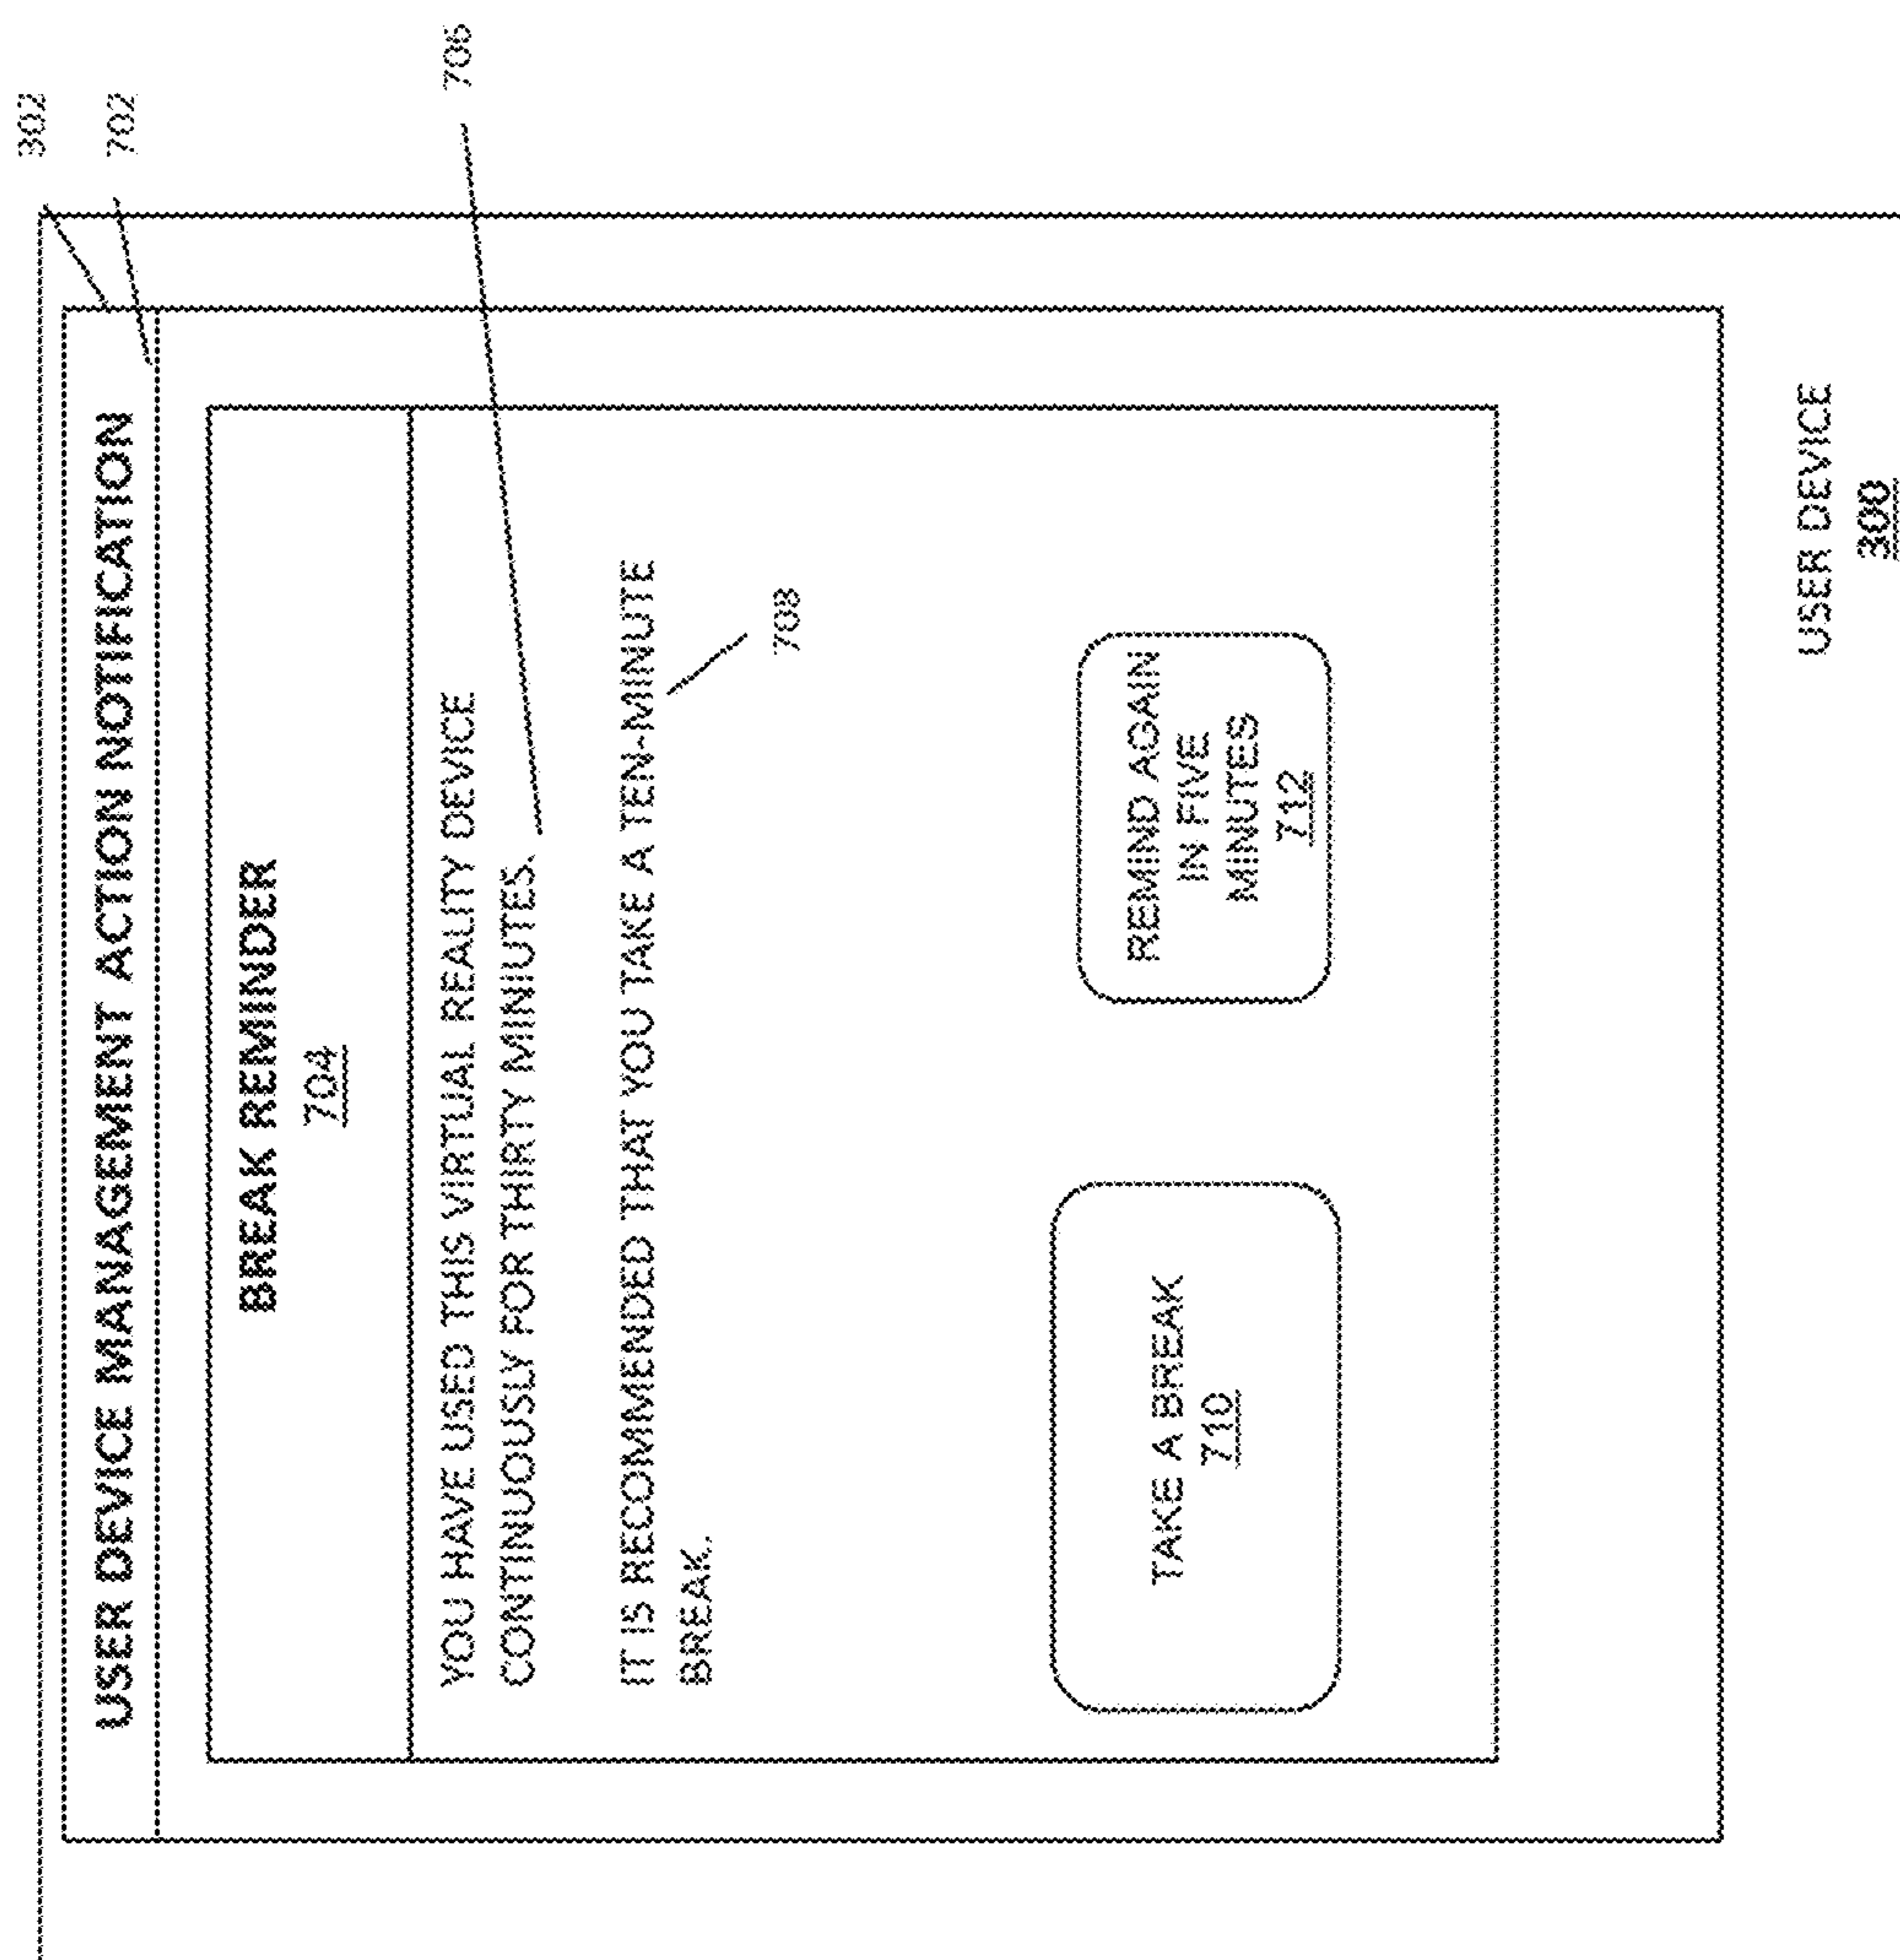 302
702
USER DEVICE MANAGEMENT ACTION NOTIFICATION
BREAK REMINDER
704
706
YOU HAVE USED THIS VIRTUAL REALITY DEVICE
CONTINUOUSLY FOR THIRTY MINIUTES.
IT IS RECOMMENDED THAT YOU TAKE A TEN-MINUTE
BREAK.
708
TAKE A BREAK
710
REMIND AGAIN
IN FIVE
MINUTES
712
USER DEVICE
300